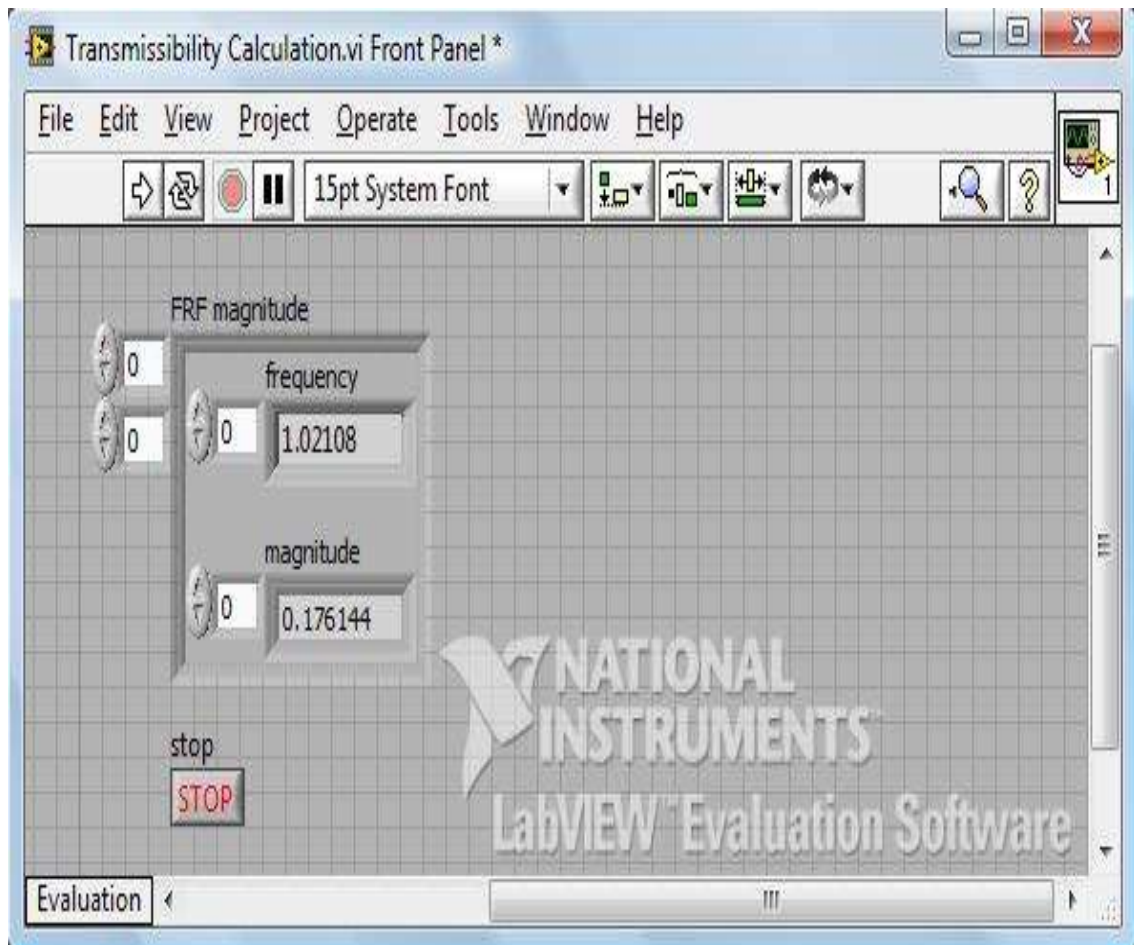 Transmissibility Calculation.vi Front Panel *
File Edit View Project Operate Tools Window Help
15pt System Font
1
FRF magnitude
0
frequency
0
0 1.02108
magnitude
0 0.176144
NATIONAL
INSTRUMENTS
stop
STOP
LabVIEW™ Evaluation Software
Evaluation